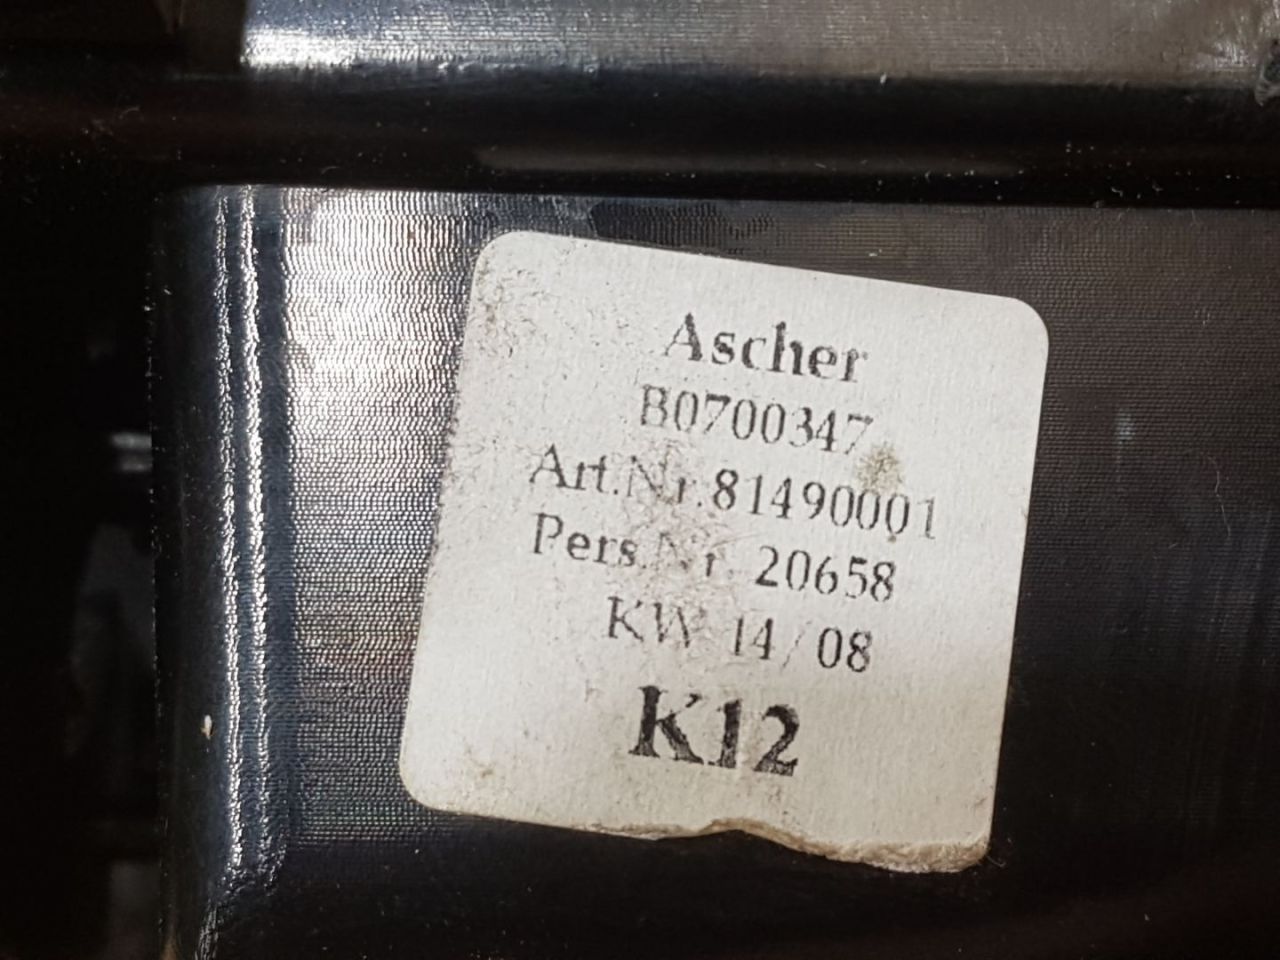 Ascher
B0700347
Art.Nr.81490001
Pers.Nr. 20658
KW 14/08
K12